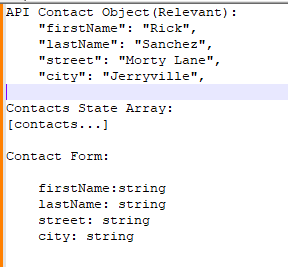 API Contact Object(Relevant):
"firstName": "Rick",
"lastName": "Sanchez",
"street": "Morty Lane",
"city": "Jerryville",
Contacts State Array:
[contacts...]
Contact Form:
firstName:string
lastName: string
street: string
city: string